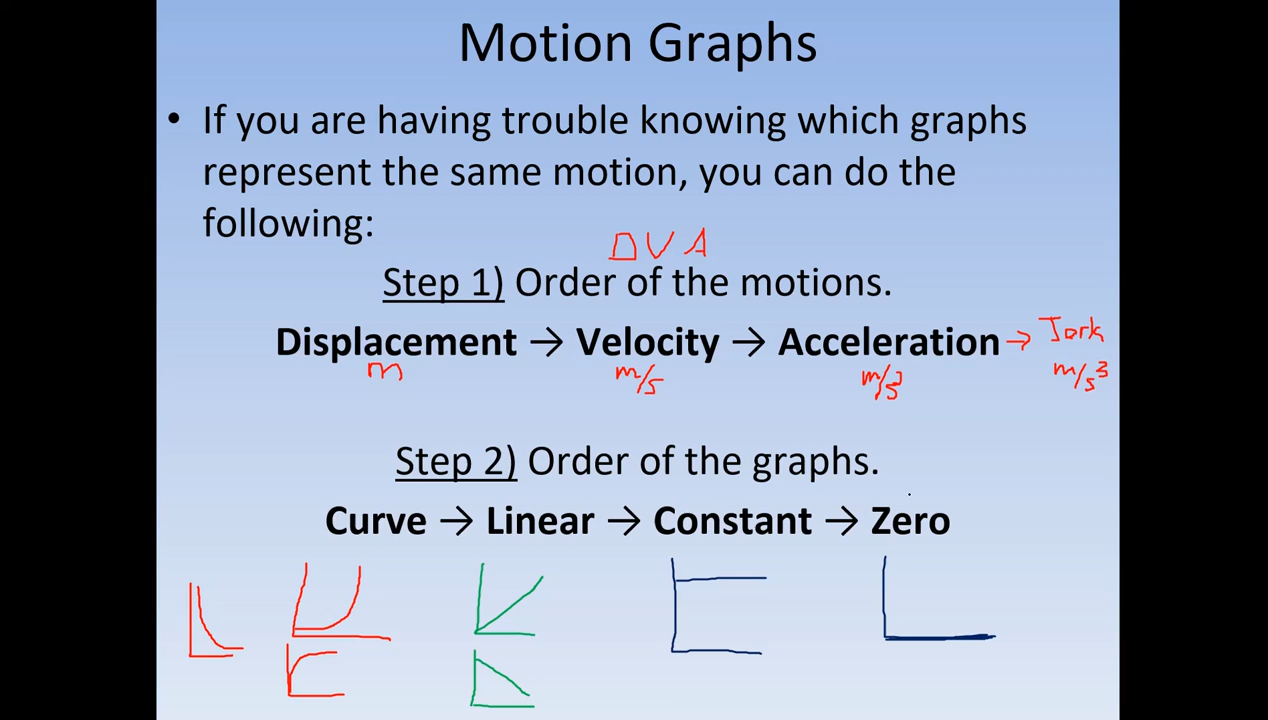 Motion Graphs
• If you are having trouble knowing which graphs
represent the same motion, you can do the
following:
D V A
Step 1) Order of the motions.
Displacement → Velocity → Acceleration → Jerk
m m/s m/s² m/s³
Step 2) Order of the graphs.
Curve → Linear → Constant → Zero